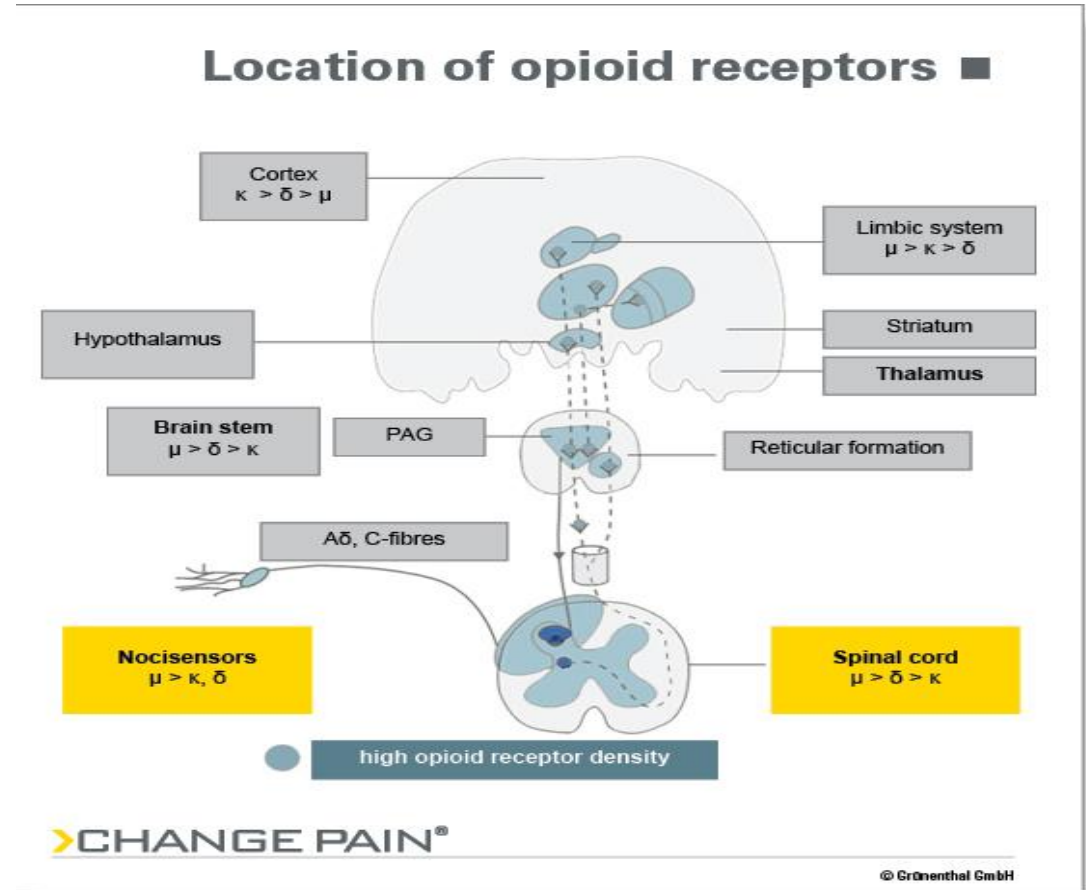 Location of opioid receptors ■
Cortex
κ > δ > μ
Limbic system
μ > κ > δ
Hypothalamus
Striatum
Thalamus
Brain stem
μ > δ > κ
PAG
Reticular formation
Aδ, C-fibres
Nocisensors
μ > κ, δ
Spinal cord
μ > δ > κ
high opioid receptor density
>CHANGE PAIN®
© Grünenthal GmbH